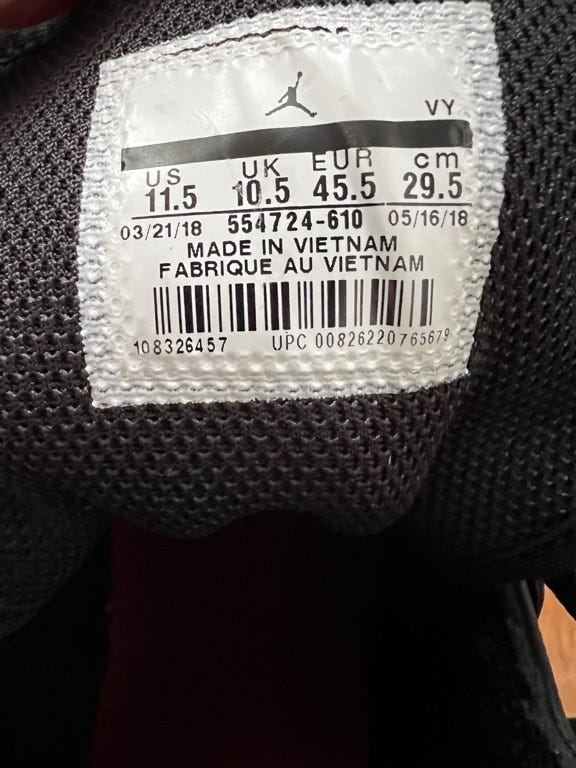 VY
US UK EUR cm
11.5 10.5 45.5 29.5
03/21/18 554724-610 05/16/18
MADE IN VIETNAM
FABRIQUE AU VIETNAM
108326457 UPC 00826220765679